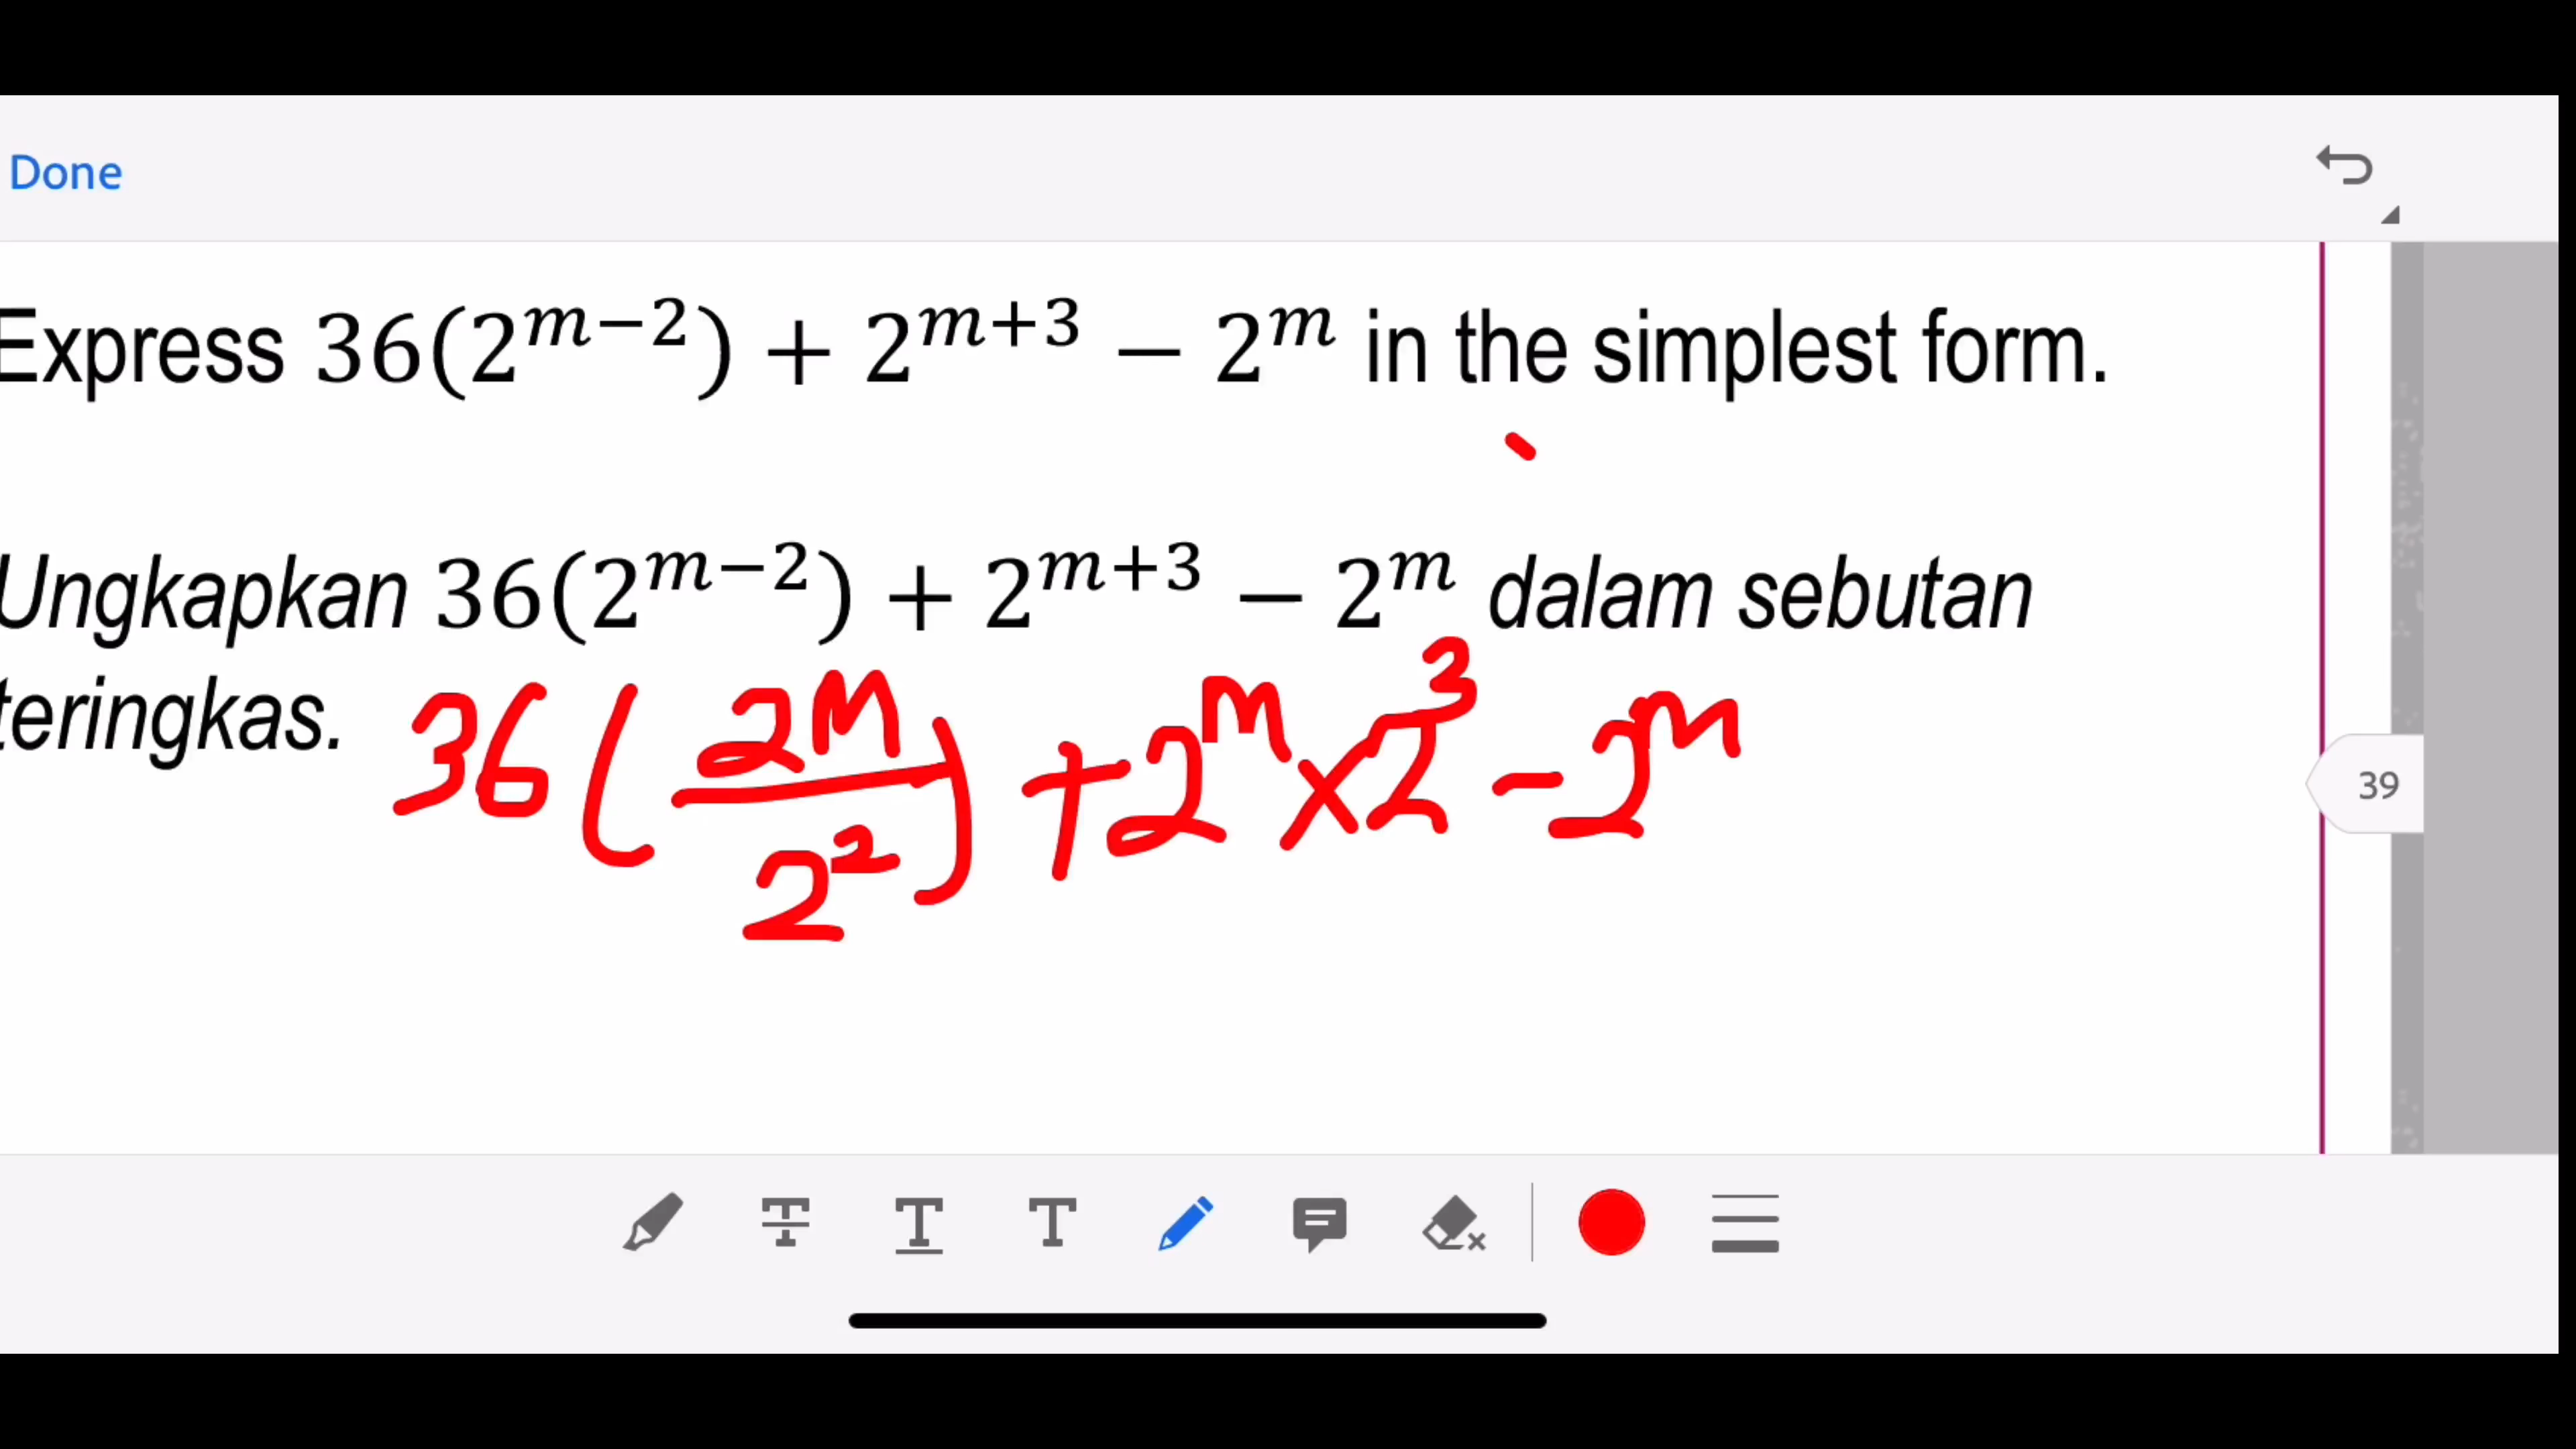 Done
Express 36(2^{m−2}) + 2^{m+3} − 2^m in the simplest form.
Ungkapkan 36(2^{m−2}) + 2^{m+3} − 2^m dalam sebutan
teringkas. 36(\frac{2^m}{2^2}) + 2^m × 2^3 − 2^m
39